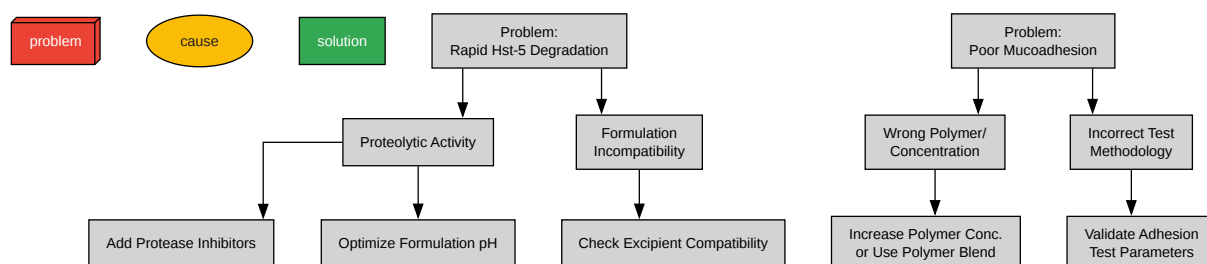 problem
cause
solution
Problem:
Rapid Hst-5 Degradation
Problem:
Poor Mucoadhesion
Proteolytic Activity
Formulation
Incompatibility
Wrong Polymer/
Concentration
Incorrect Test
Methodology
Add Protease Inhibitors
Optimize Formulation pH
Check Excipient Compatibility
Increase Polymer Conc.
or Use Polymer Blend
Validate Adhesion
Test Parameters